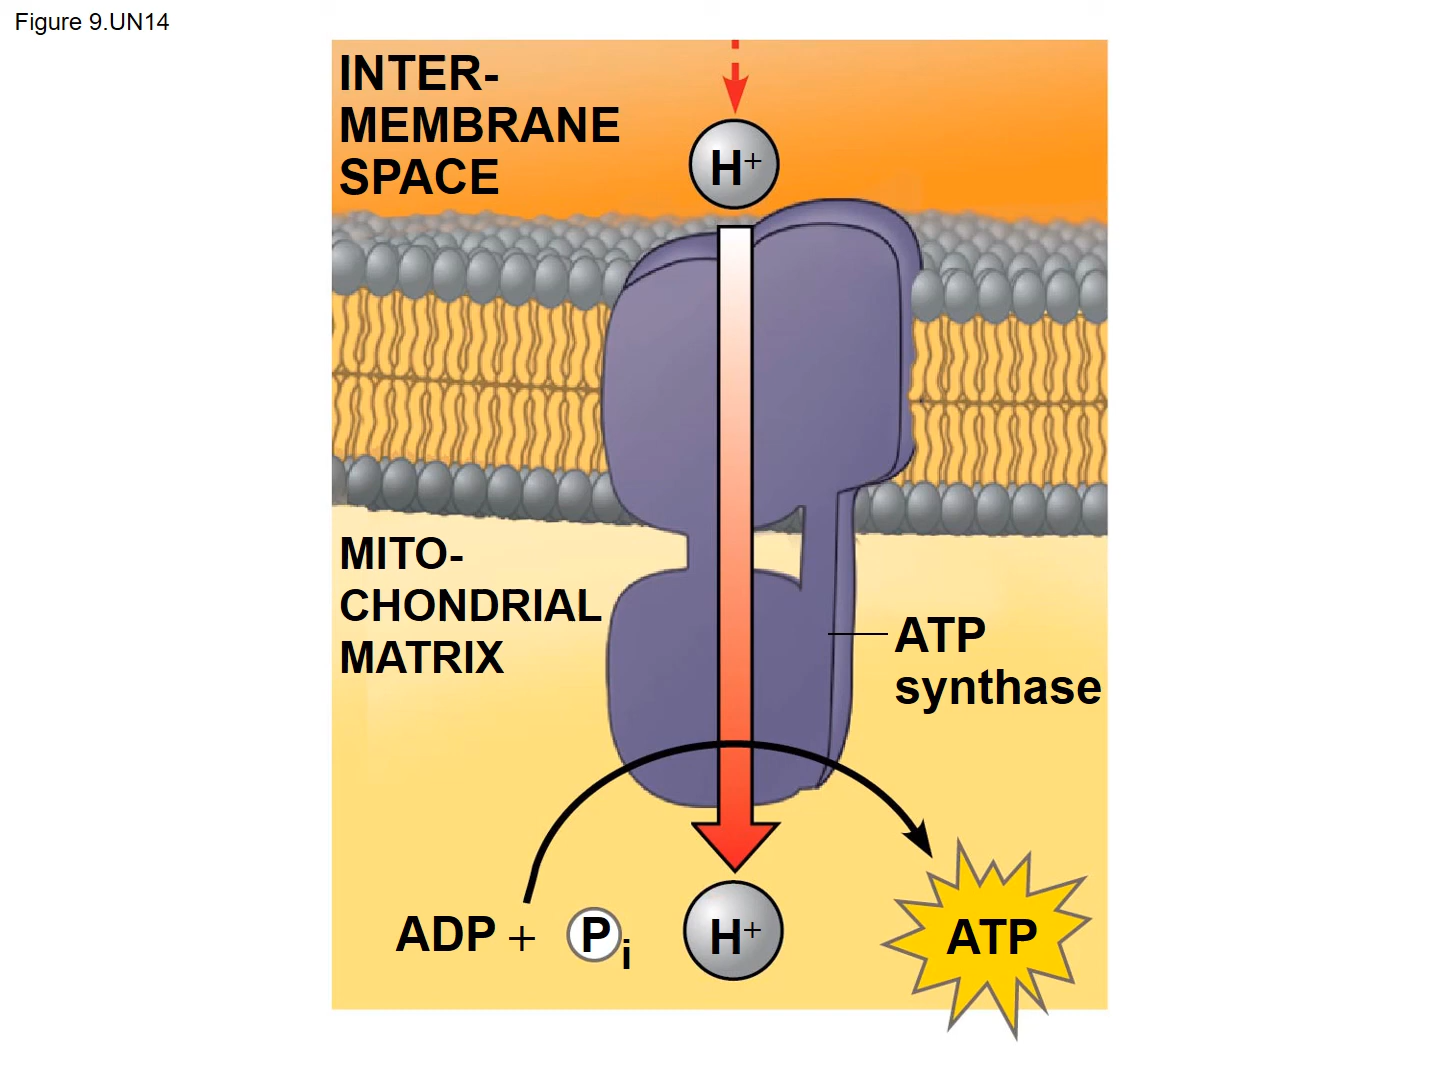 Figure 9.UN14
INTER-
MEMBRANE
SPACE
H+
MITO-
CHONDRIAL
MATRIX
ATP
synthase
ADP + Pi
H+
ATP